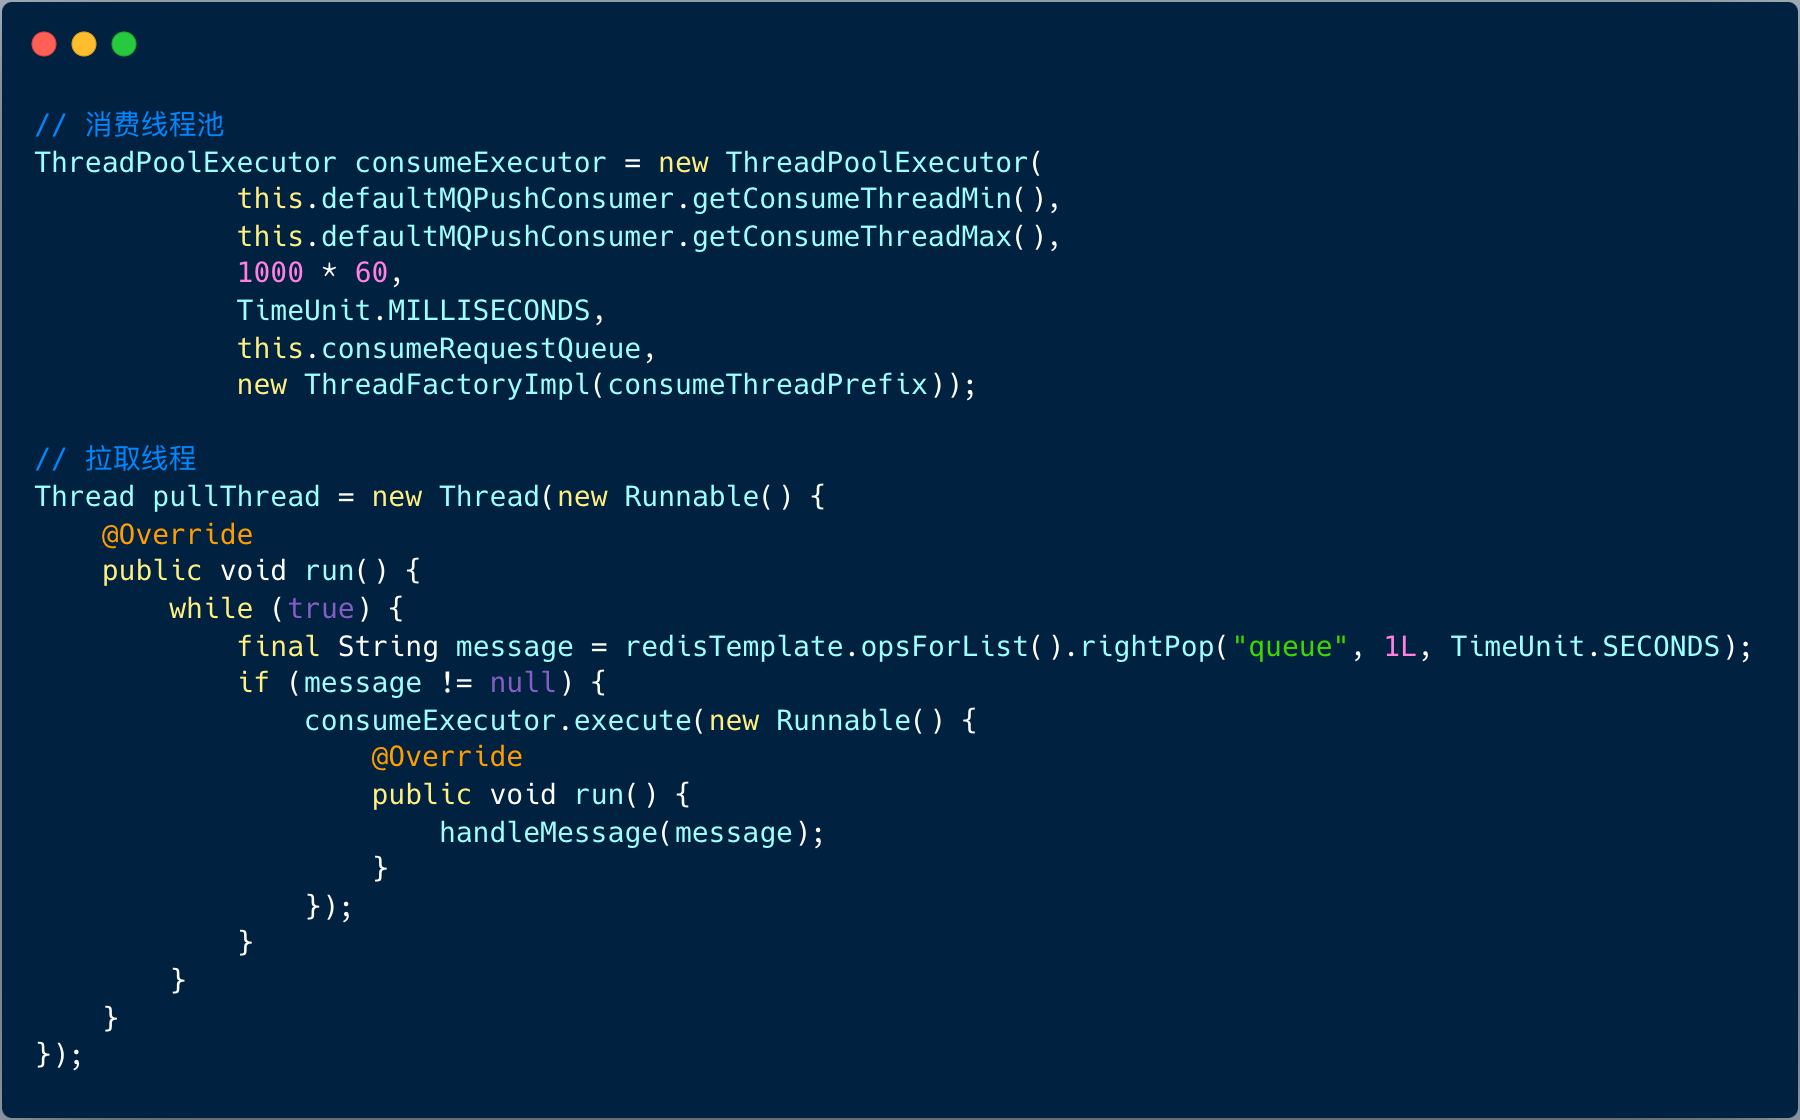 // 消费线程池
ThreadPoolExecutor consumeExecutor = new ThreadPoolExecutor(
            this.defaultMQPushConsumer.getConsumeThreadMin(),
            this.defaultMQPushConsumer.getConsumeThreadMax(),
            1000 * 60,
            TimeUnit.MILLISECONDS,
            this.consumeRequestQueue,
            new ThreadFactoryImpl(consumeThreadPrefix));

// 拉取线程
Thread pullThread = new Thread(new Runnable() {
    @Override
    public void run() {
        while (true) {
            final String message = redisTemplate.opsForList().rightPop("queue", 1L, TimeUnit.SECONDS);
            if (message != null) {
                consumeExecutor.execute(new Runnable() {
                    @Override
                    public void run() {
                        handleMessage(message);
                    }
                });
            }
        }
    }
});